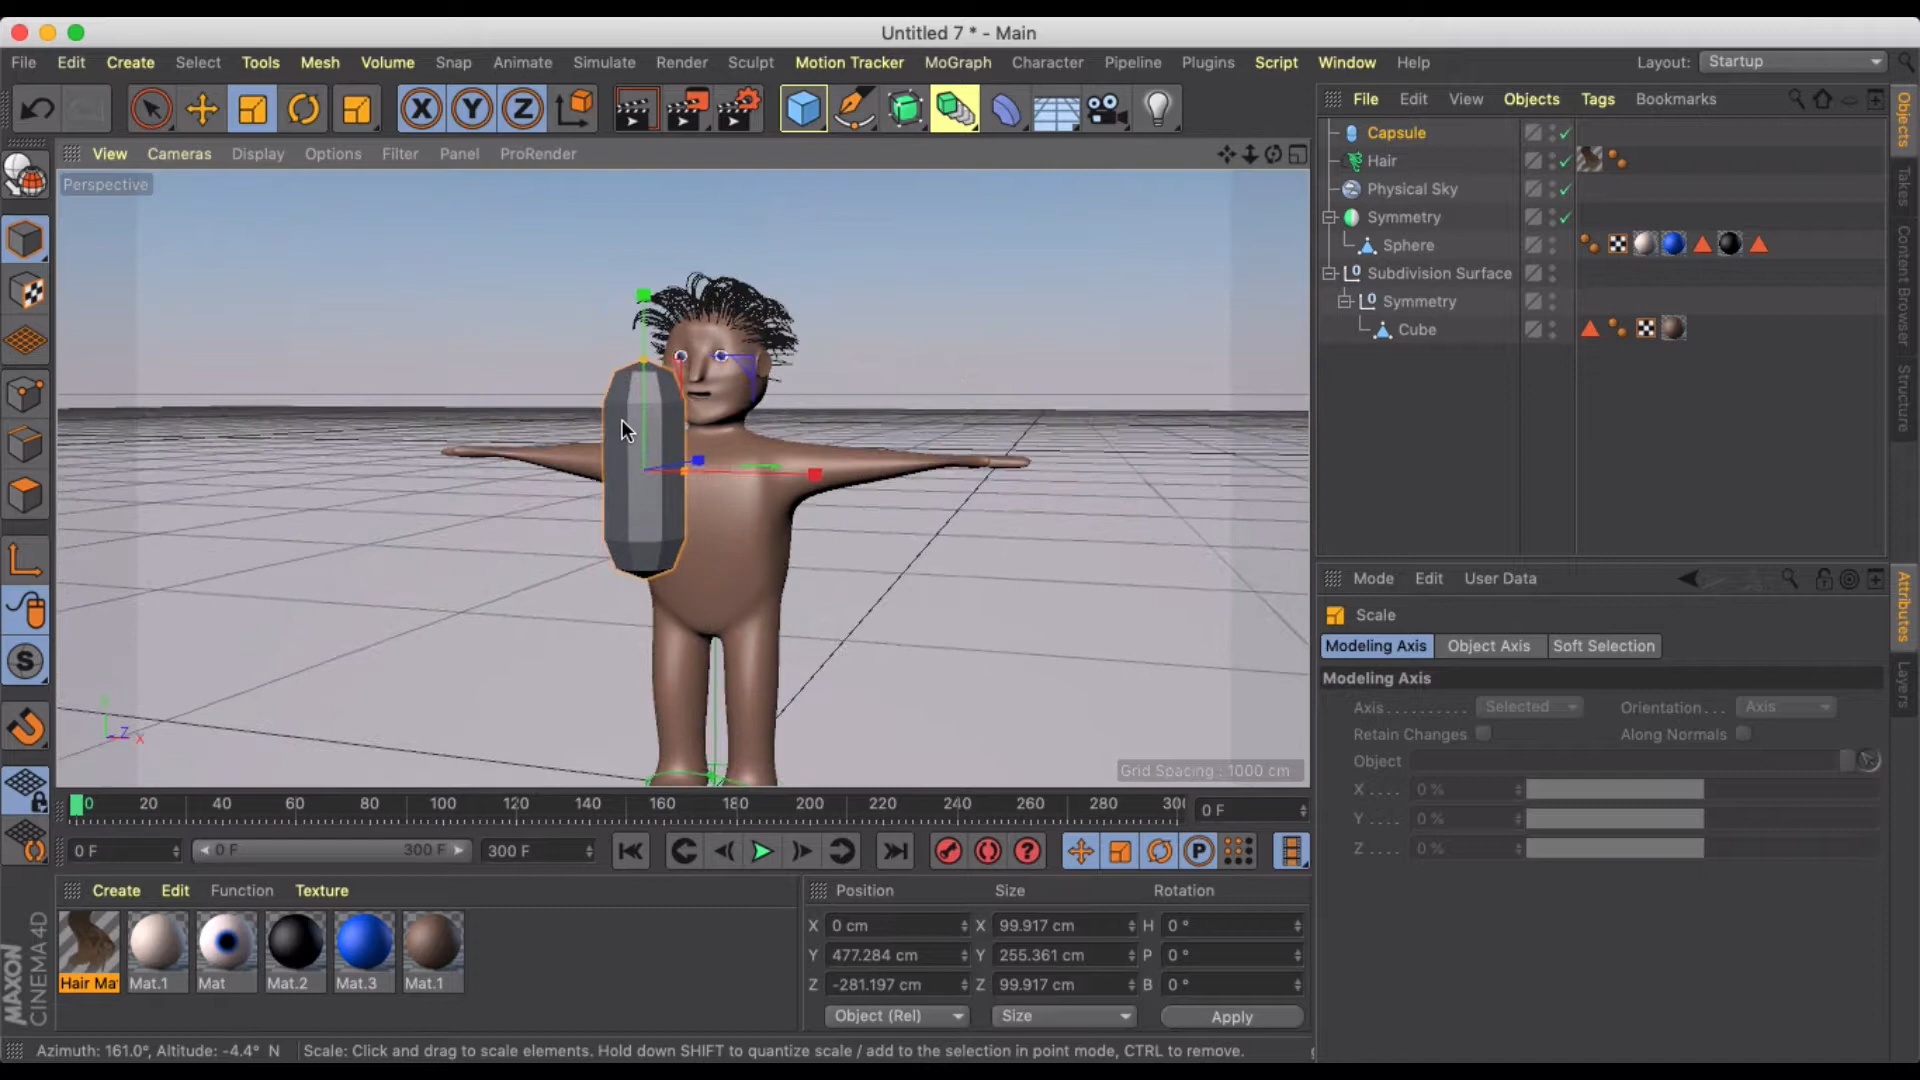 Untitled 7 * - Main
File Edit Create Select Tools Mesh Volume Snap Animate Simulate Render Sculpt Motion Tracker MoGraph Character Pipeline Plugins Script Window Help Layout: Startup
X Y Z
File Edit View Objects Tags Bookmarks
View Cameras Display Options Filter Panel ProRender
Perspective
Capsule
Hair
Physical Sky
Symmetry
Sphere
Subdivision Surface
Symmetry
Cube
Objects
Takes
Content Browser
Structure
Mode Edit User Data
Scale
Modeling Axis Object Axis Soft Selection
Modeling Axis
Axis.......... Selected Orientation... Axis
Retain Changes Along Normals
Object
X .... 0 %
Y .... 0 %
Z .... 0 %
Attributes
Layers
S
Y
Z X
Grid Spacing : 1000 cm
0 20 40 60 80 100 120 140 160 180 200 220 240 260 280 300 0 F
0 F 0 F 300 F 300 F
P
Create Edit Function Texture
Hair Ma Mat.1 Mat Mat.2 Mat.3 Mat.1
Position Size Rotation
X 0 cm X 99.917 cm H 0 °
Y 477.284 cm Y 255.361 cm P 0 °
Z -281.197 cm Z 99.917 cm B 0 °
Object (Rel) Size Apply
MAXON CINEMA 4D
Azimuth: 161.0°, Altitude: -4.4° N Scale: Click and drag to scale elements. Hold down SHIFT to quantize scale / add to the selection in point mode, CTRL to remove.